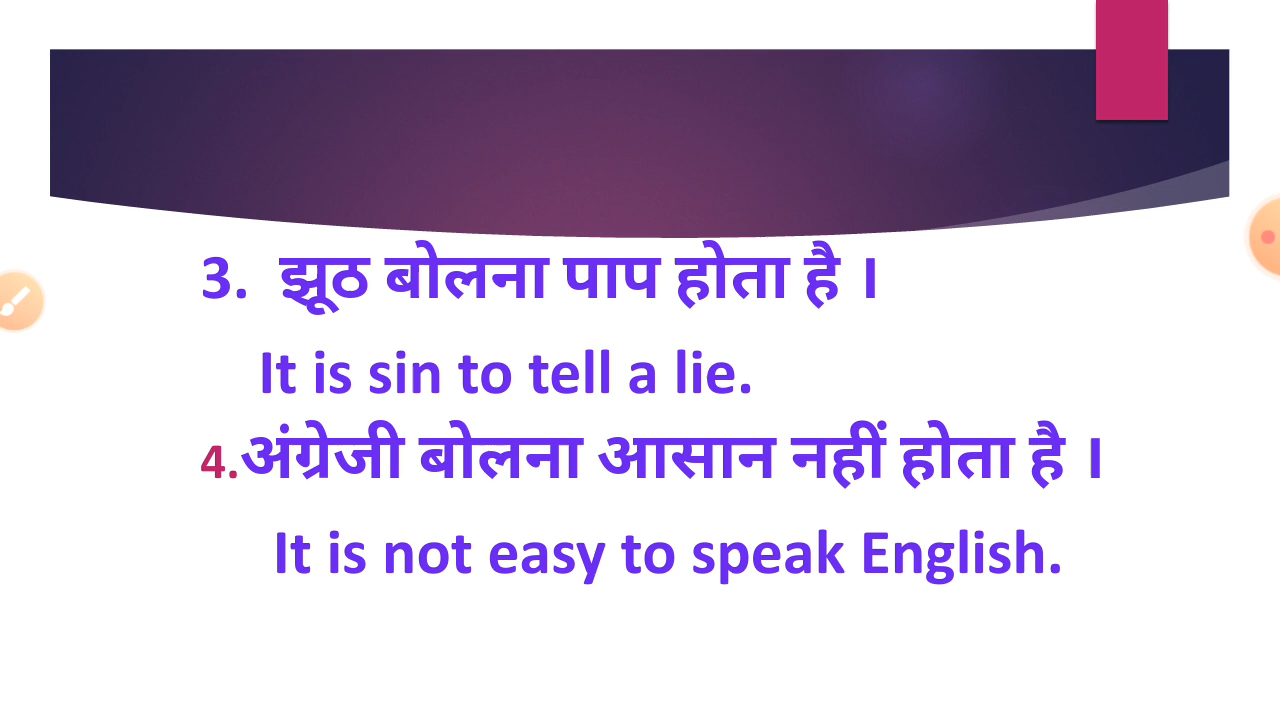 3. झूठ बोलना पाप होता है ।
It is sin to tell a lie.
4.अंग्रेजी बोलना आसान नहीं होता है ।
It is not easy to speak English.